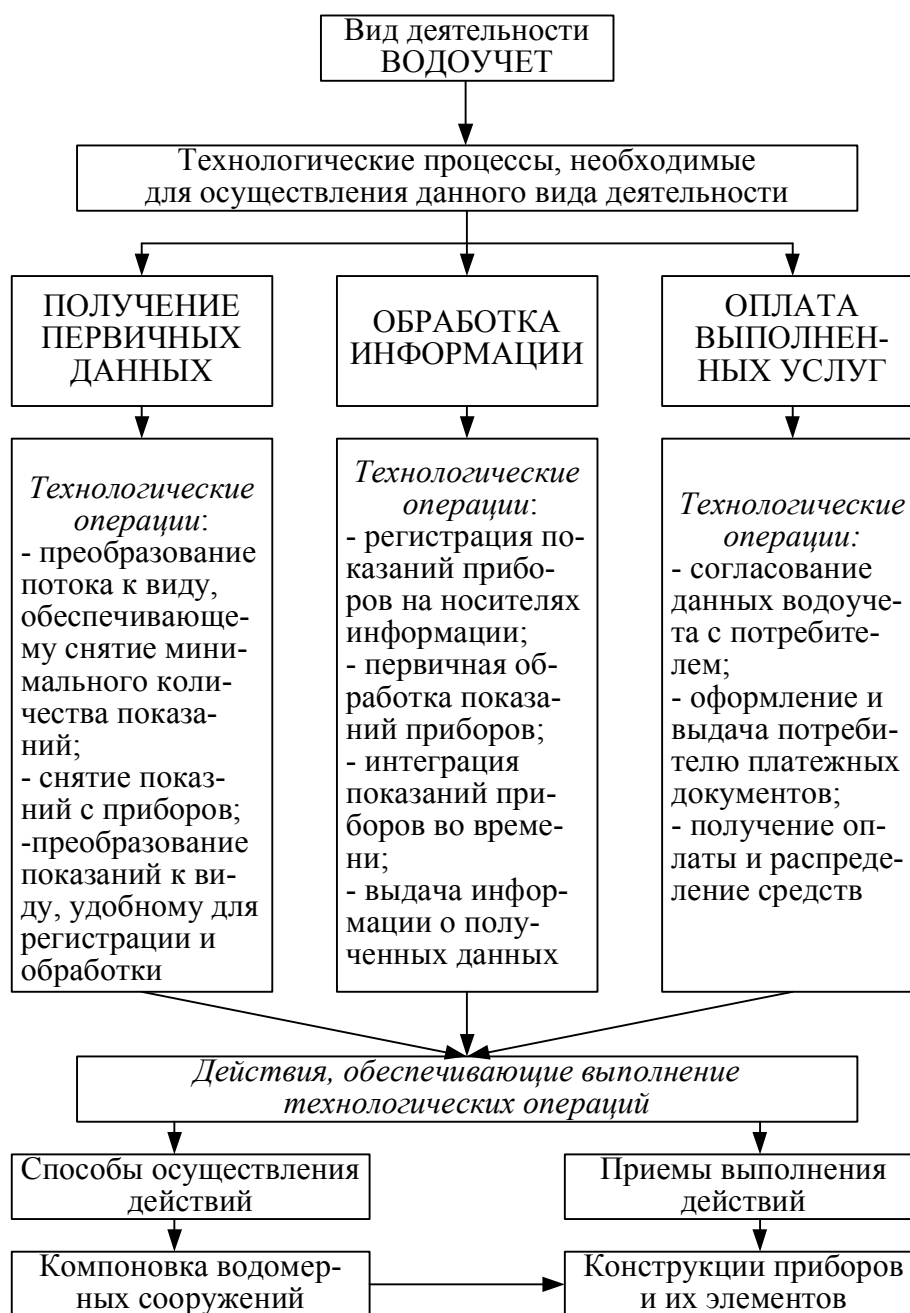 Вид деятельности
ВОДОУЧЕТ
Технологические процессы, необходимые
для осуществления данного вида деятельности
ПОЛУЧЕНИЕ
ПЕРВИЧНЫХ
ДАННЫХ
ОБРАБОТКА
ИНФОРМАЦИИ
ОПЛАТА
ВЫПОЛНЕН-
НЫХ УСЛУГ
Технологические
операции:
- преобразование
потока к виду,
обеспечивающе-
му снятие мини-
мального коли-
чества показа-
ний;
- снятие показ-
ний с приборов;
-преобразование
показаний к ви-
ду, удобному для
регистрации и
обработки
Технологические
операции:
- регистрация по-
казаний прибо-
ров на носителях
информации;
- первичная об-
работка показа-
ний приборов;
- интеграция
показаний при-
боров во време-
ни;
- выдача инфор-
мации о полу-
ченных данных
Технологические
операции:
- согласование
данных водоуче-
та с потребите-
лем;
- оформление и
выдача потреби-
телю платежных
документов;
- получение оп-
латы и распреде-
ление средств
Действия, обеспечивающие выполнение
технологических операций
Способы осуществления
действий
Приемы выполнения
действий
Компоновка водомер-
ных сооружений
Конструкции приборов
и их элементов